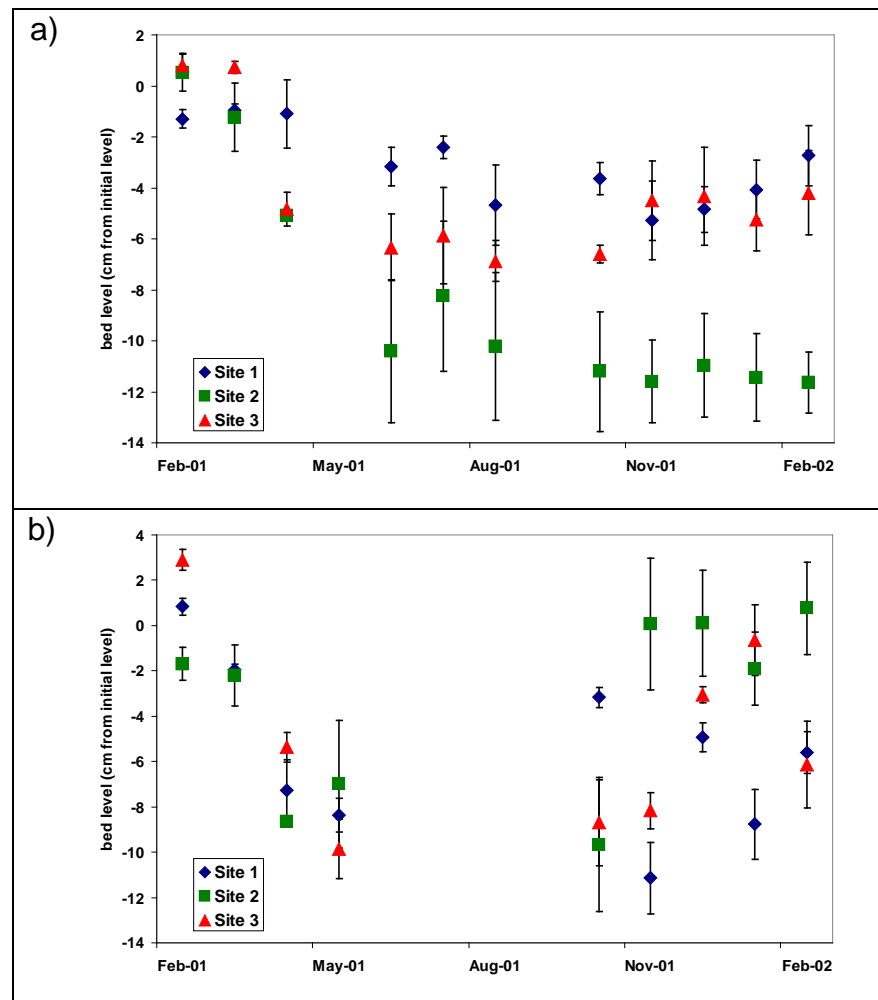 a)
2
0
-2
-4
-6
-8
-10
-12
-14
bed level (cm from initial level)
Site 1
Site 2
Site 3
Feb-01 May-01 Aug-01 Nov-01 Feb-02
b)
4
2
0
-2
-4
-6
-8
-10
-12
-14
bed level (cm from initial level)
Site 1
Site 2
Site 3
Feb-01 May-01 Aug-01 Nov-01 Feb-02